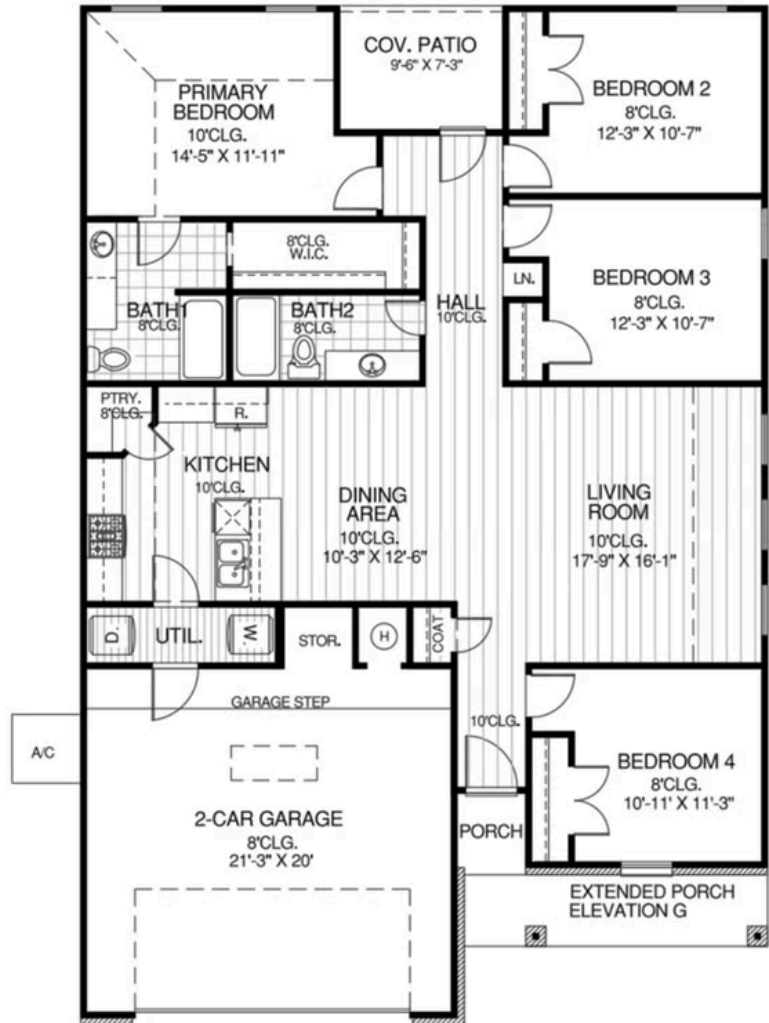 COV. PATIO
9'-6" X 7'-3"
PRIMARY
BEDROOM
10'CLG.
14'-5" X 11'-11"
BEDROOM 2
8'CLG.
12'-3" X 10'-7"
8'CLG.
W.I.C.
HALL
10'CLG.
LN.
BEDROOM 3
8'CLG.
12'-3" X 10'-7"
BATH1
8'CLG.
BATH2
8'CLG.
PTRY.
8'CLG.
R.
KITCHEN
10'CLG.
DINING
AREA
10'CLG.
10'-3" X 12'-6"
LIVING
ROOM
10'CLG.
17'-9" X 16'-1"
D.
UTIL.
W.
STOR.
H
COAT
GARAGE STEP
10'CLG.
A/C
BEDROOM 4
8'CLG.
10'-11' X 11'-3"
2-CAR GARAGE
8'CLG.
21'-3" X 20'
PORCH
EXTENDED PORCH
ELEVATION G